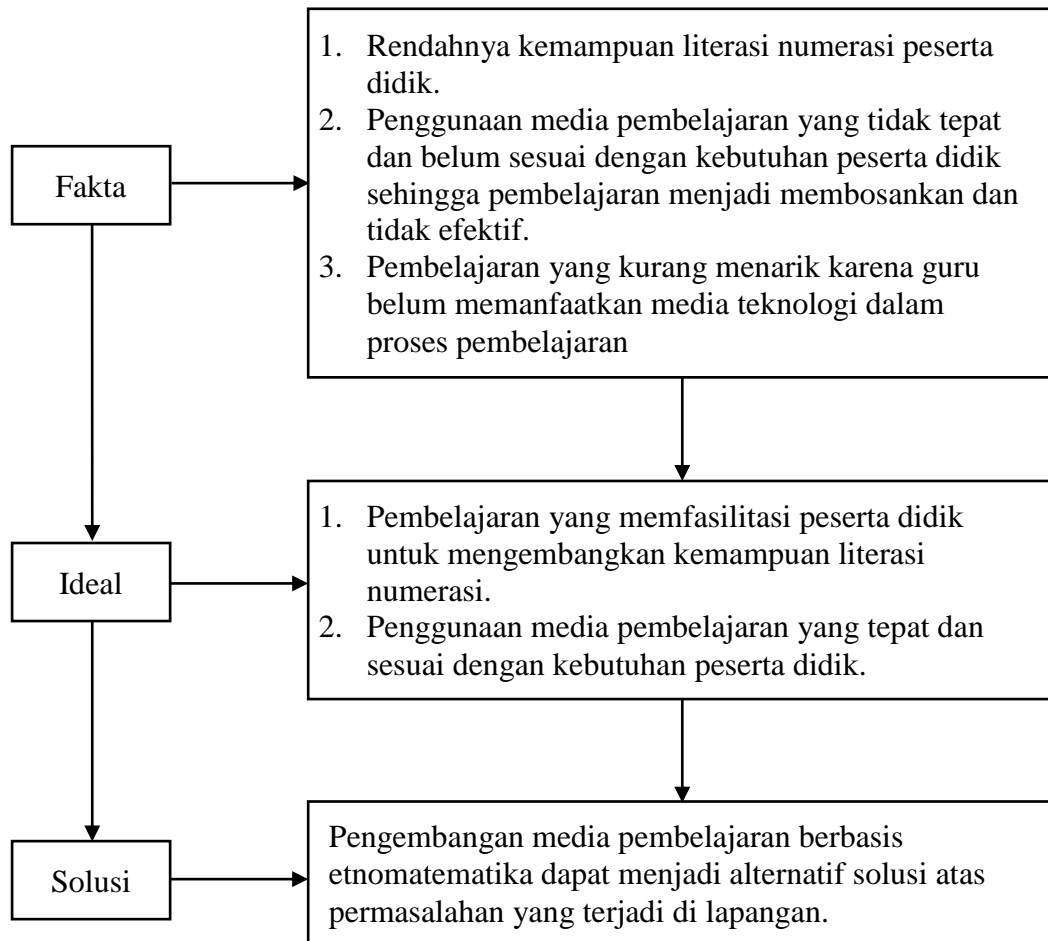 Fakta
1. Rendahnya kemampuan literasi numerasi peserta
didik.
2. Penggunaan media pembelajaran yang tidak tepat
dan belum sesuai dengan kebutuhan peserta didik
sehingga pembelajaran menjadi membosankan dan
tidak efektif.
3. Pembelajaran yang kurang menarik karena guru
belum memanfaatkan media teknologi dalam
proses pembelajaran
Ideal
1. Pembelajaran yang memfasilitasi peserta didik
untuk mengembangkan kemampuan literasi
numerasi.
2. Penggunaan media pembelajaran yang tepat dan
sesuai dengan kebutuhan peserta didik.
Solusi
Pengembangan media pembelajaran berbasis
etnomatematika dapat menjadi alternatif solusi atas
permasalahan yang terjadi di lapangan.